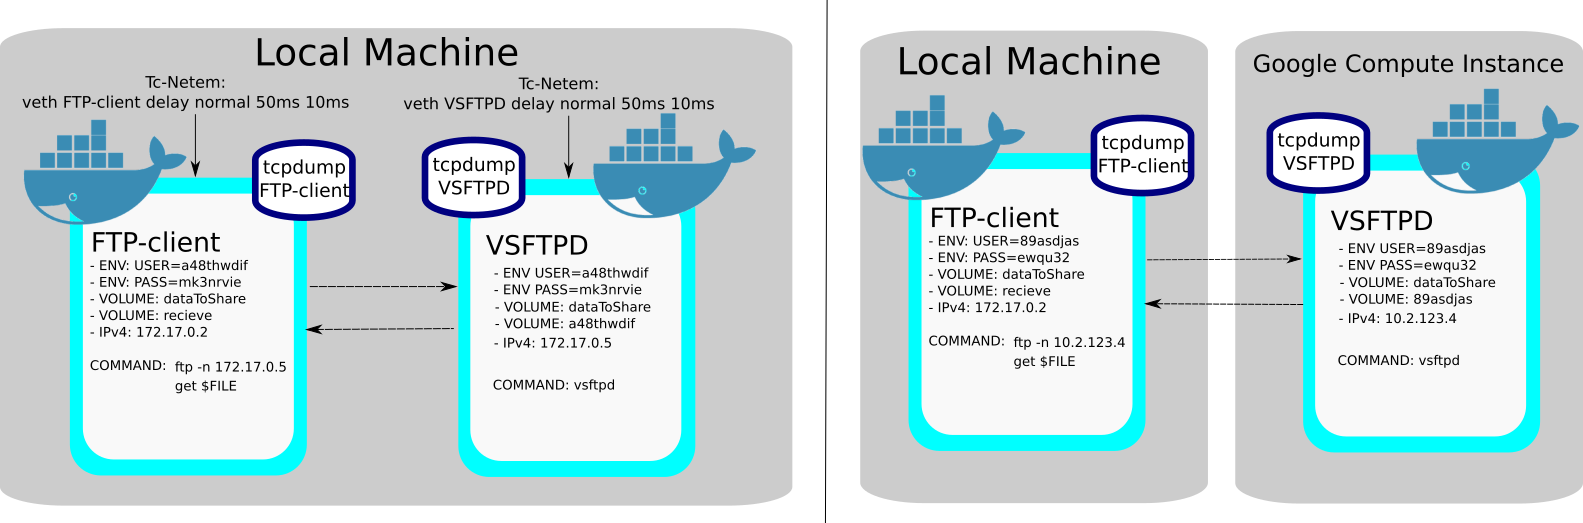 Local Machine
Tc-Netem:
veth FTP-client delay normal 50ms 10ms
Tc-Netem:
veth VSFTPD delay normal 50ms 10ms
tcpdump
FTP-client
FTP-client
- ENV: USER=a48thwdif
- ENV: PASS=mk3nrvie
- VOLUME: dataToShare
- VOLUME: recieve
- IPv4: 172.17.0.2
COMMAND: ftp -n 172.17.0.5
get $FILE
tcpdump
VSFTPD
VSFTPD
- ENV USER=a48thwdif
- ENV PASS=mk3nrvie
- VOLUME: dataToShare
- VOLUME: a48thwdif
- IPv4: 172.17.0.5
COMMAND: vsftpd
Local Machine
tcpdump
FTP-client
FTP-client
- ENV: USER=89asdjas
- ENV: PASS=ewqu32
- VOLUME: dataToShare
- VOLUME: recieve
- IPv4: 172.17.0.2
COMMAND: ftp -n 10.2.123.4
get $FILE
Google Compute Instance
tcpdump
VSFTPD
VSFTPD
- ENV USER=89asdjas
- ENV PASS=ewqu32
- VOLUME: dataToShare
- VOLUME: 89asdjas
- IPv4: 10.2.123.4
COMMAND: vsftpd